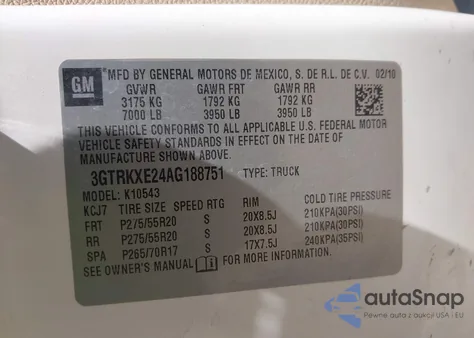 GM
MFD BY GENERAL MOTORS DE MEXICO, S. DE R.L. DE C.V. 02/10
GVWR GAWR FRT GAWR RR
3175 KG 1792 KG 1792 KG
7000 LB 3950 LB 3950 LB
THIS VEHICLE CONFORMS TO ALL APPLICABLE U.S. FEDERAL MOTOR
VEHICLE SAFETY STANDARDS IN EFFECT ON THE DATE OF
MANUFACTURE SHOWN ABOVE.
3GTRKXE24AG188751 TYPE: TRUCK
MODEL: K10543
KCJ7 TIRE SIZE SPEED RIM COLD TIRE PRESSURE
FRT P275/55R20 S 20X8.5J 210KPA(30PSI)
RR P275/55R20 S 20X8.5J 210KPA(30PSI)
SPA P265/70R17 S 17X7.5J 240KPA(35PSI)
SEE OWNER'S MANUAL FOR MORE INFORMATION
autoSnap
Pewne auta z USA i EU